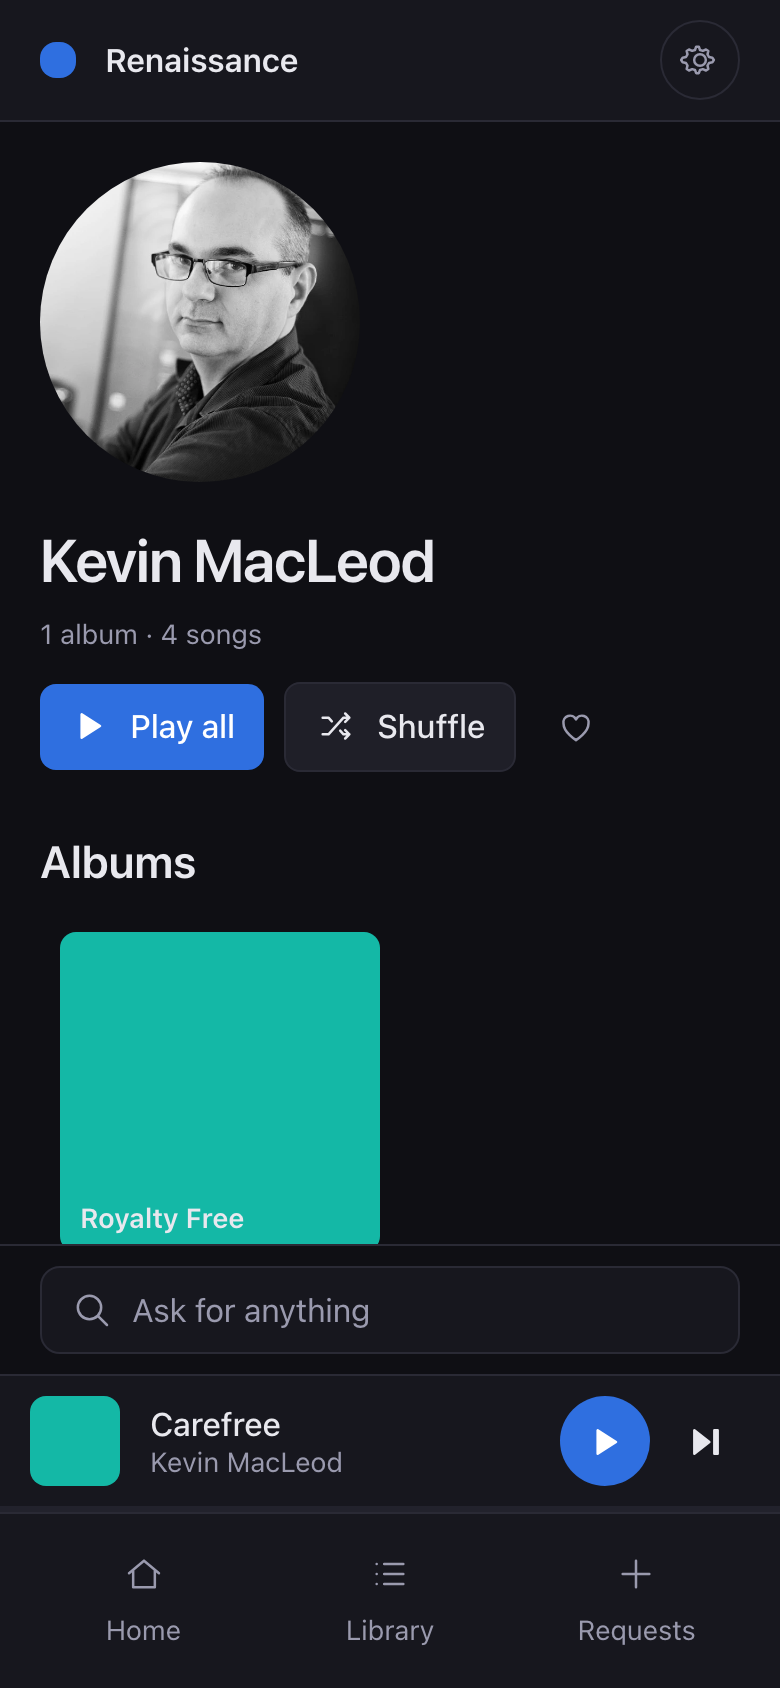 Renaissance
Kevin MacLeod
1 album · 4 songs
Play all
Shuffle
Albums
Royalty Free
Ask for anything
Carefree
Kevin MacLeod
Home
Library
Requests